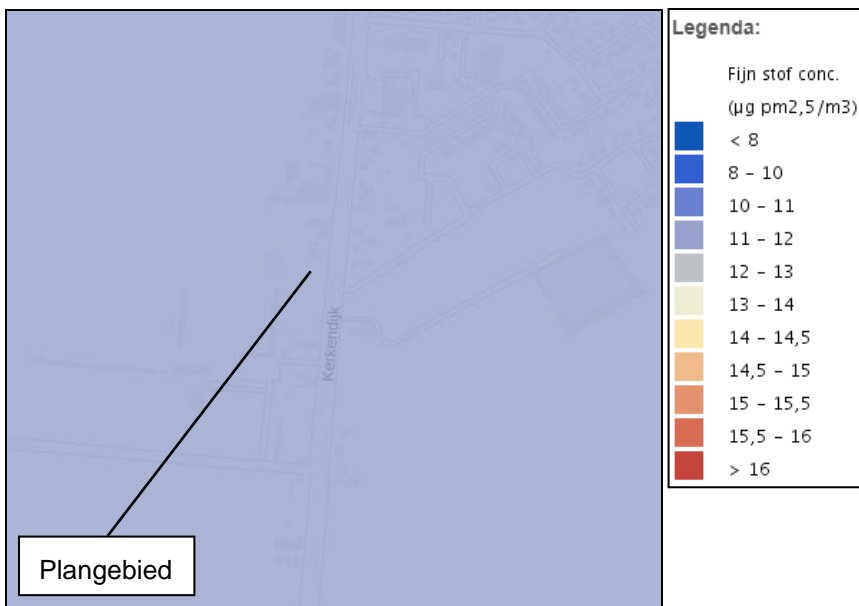 Kerkendijk
Plangebied
Legenda:
Fijn stof conc.
(µg pm2,5/m3)
< 8
8 – 10
10 – 11
11 – 12
12 – 13
13 – 14
14 – 14,5
14,5 – 15
15 – 15,5
15,5 – 16
> 16